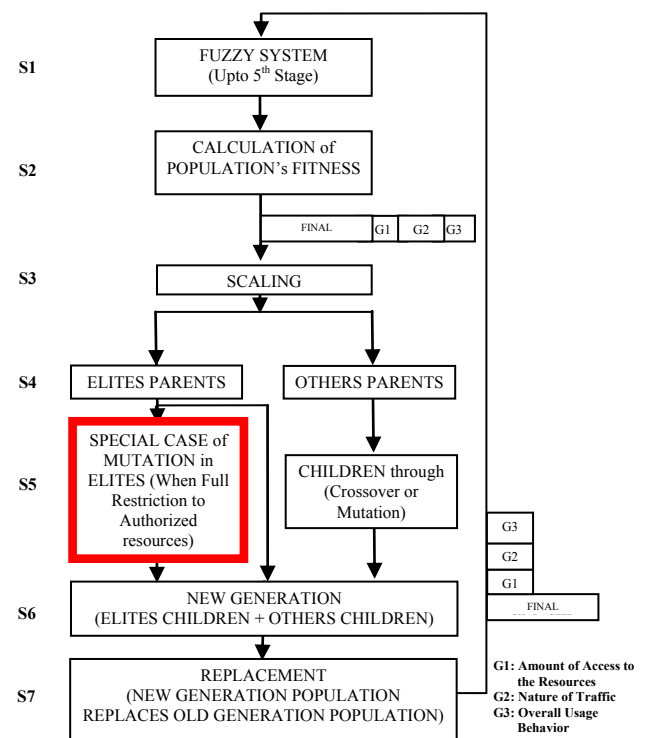 S1
FUZZY SYSTEM
(Upto 5th Stage)
S2
CALCULATION of
POPULATION's FITNESS
FINAL G1 G2 G3
S3
SCALING
S4
ELITES PARENTS
OTHERS PARENTS
S5
SPECIAL CASE of
MUTATION in
ELITES (When Full
Restriction to
Authorized
resources)
CHILDREN through
(Crossover or
Mutation)
G3
G2
G1
FINAL
S6
NEW GENERATION
(ELITES CHILDREN + OTHERS CHILDREN)
S7
REPLACEMENT
(NEW GENERATION POPULATION
REPLACES OLD GENERATION POPULATION)
G1: Amount of Access to
the Resources
G2: Nature of Traffic
G3: Overall Usage
Behavior